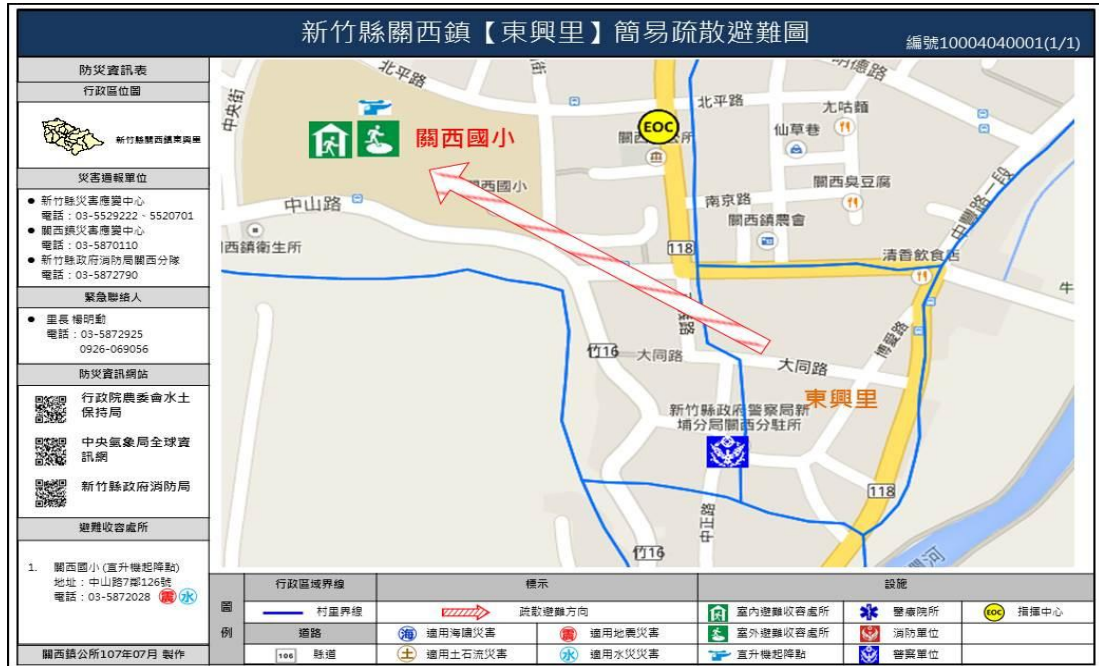 新竹縣關西鎮【東興里】簡易疏散避難圖
編號10004040001(1/1)
防災資訊表
行政區位圖
新竹縣關西鎮東興里
災害通報單位
● 新竹縣災害應變中心
電話：03-5529222、5520701
● 關西鎮災害應變中心
電話：03-5870110
● 新竹縣政府消防局關西分隊
電話：03-5872790
緊急聯絡人
● 里長 楊明勳
電話：03-5872925
0926-069056
防災資訊網站
行政院農委會水土
保持局
中央氣象局全球資
訊網
新竹縣政府消防局
避難收容處所
1. 關西國小(直升機起降點)
地址：中山路7鄰126號
電話：03-5872028 震 水
關西鎮公所107年07月 製作
北平路
街
明德路
中央街
北平路
尤咕麵
EOC
仙草巷
關西國小
關西國小
關西臭豆腐
中豐路一段
中山路
南京路
關西鎮農會
關西鎮衛生所
118
清香飲食店
牛
博愛路
竹16
大同路
大同路
東興里
新竹縣政府警察局新
埔分局關西分駐所
118
中正路
竹16
圖例
行政區域界線
標示
設施
村里界線
疏散避難方向
室內避難收容處所
醫療院所
EOC 指揮中心
道路
海 適用海嘯災害
震 適用地震災害
室外避難收容處所
消防單位
106 縣道
土 適用土石流災害
水 適用水災災害
直升機起降點
警察單位